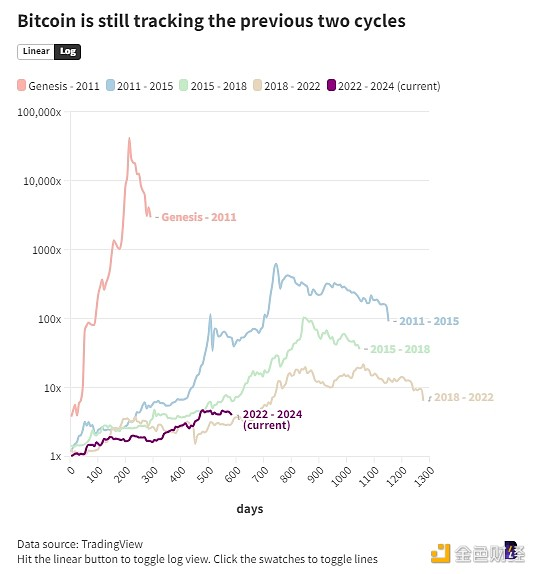 Bitcoin is still tracking the previous two cycles
Linear Log
Genesis - 2011 2011 - 2015 2015 - 2018 2018 - 2022 2022 - 2024 (current)
100,000x
10,000x
1000x
100x
10x
1x
- Genesis - 2011
- 2011 - 2015
- 2015 - 2018
- 2018 - 2022
2022 - 2024
(current)
0 100 200 300 400 500 600 700 800 900 1000 1100 1200 1300
days
Data source: TradingView
Hit the linear button to toggle log view. Click the swatches to toggle lines
金色财经